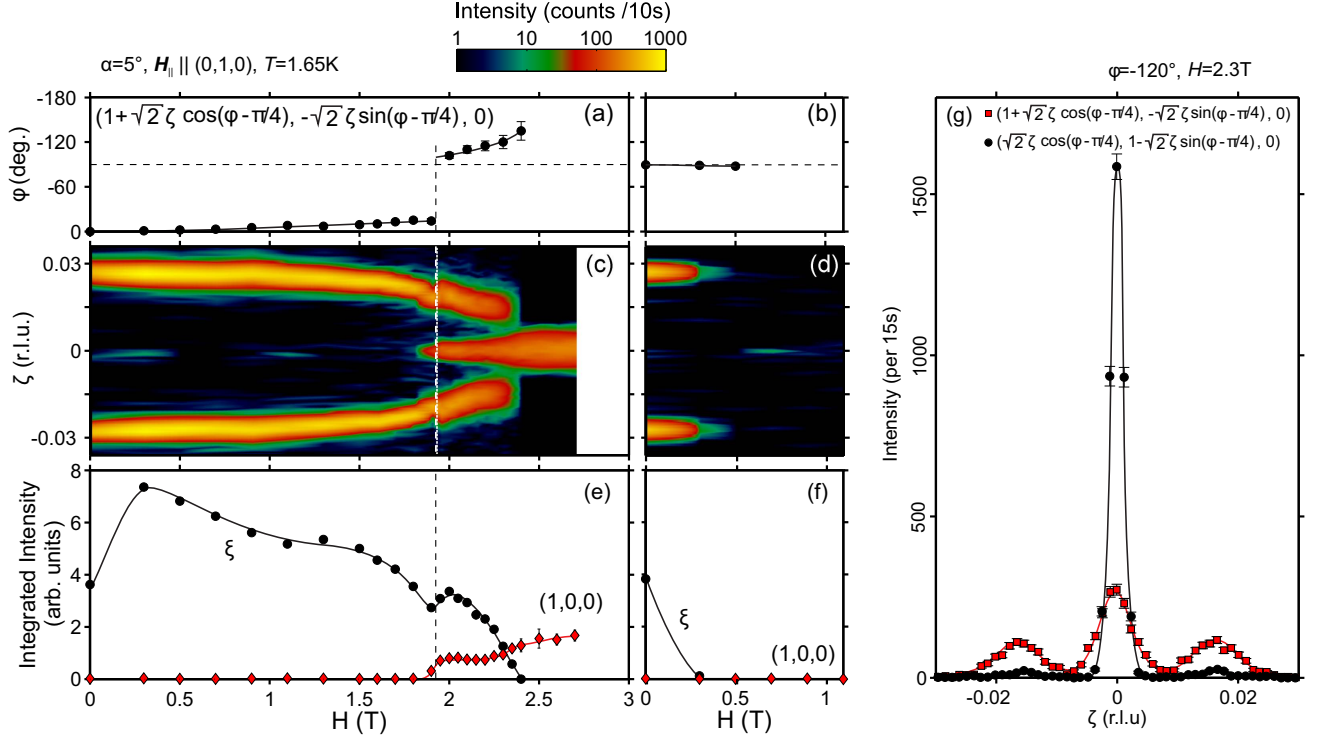 Intensity (counts /10s)
1 10 100 1000
α=5°, H∥ || (0,1,0), T=1.65K
φ=-120°, H=2.3T
(1+√2 ζ cos(φ-π/4), -√2 ζ sin(φ-π/4), 0) (a)
(b)
-180
-120
-60
0
φ (deg.)
(c)
(d)
0.03
0
-0.03
ζ (r.l.u.)
(e)
(f)
8
6
4
2
0
Integrated Intensity
(arb. units)
ξ
(1,0,0)
ξ
(1,0,0)
0 0.5 1 1.5 2 2.5 3
H (T)
0 0.5 1
H (T)
(g) (1+√2 ζ cos(φ-π/4), -√2 ζ sin(φ-π/4), 0)
(√2 ζ cos(φ-π/4), 1-√2 ζ sin(φ-π/4), 0)
1500
1000
500
0
Intensity (per 15s)
-0.02 0 0.02
ζ (r.l.u)